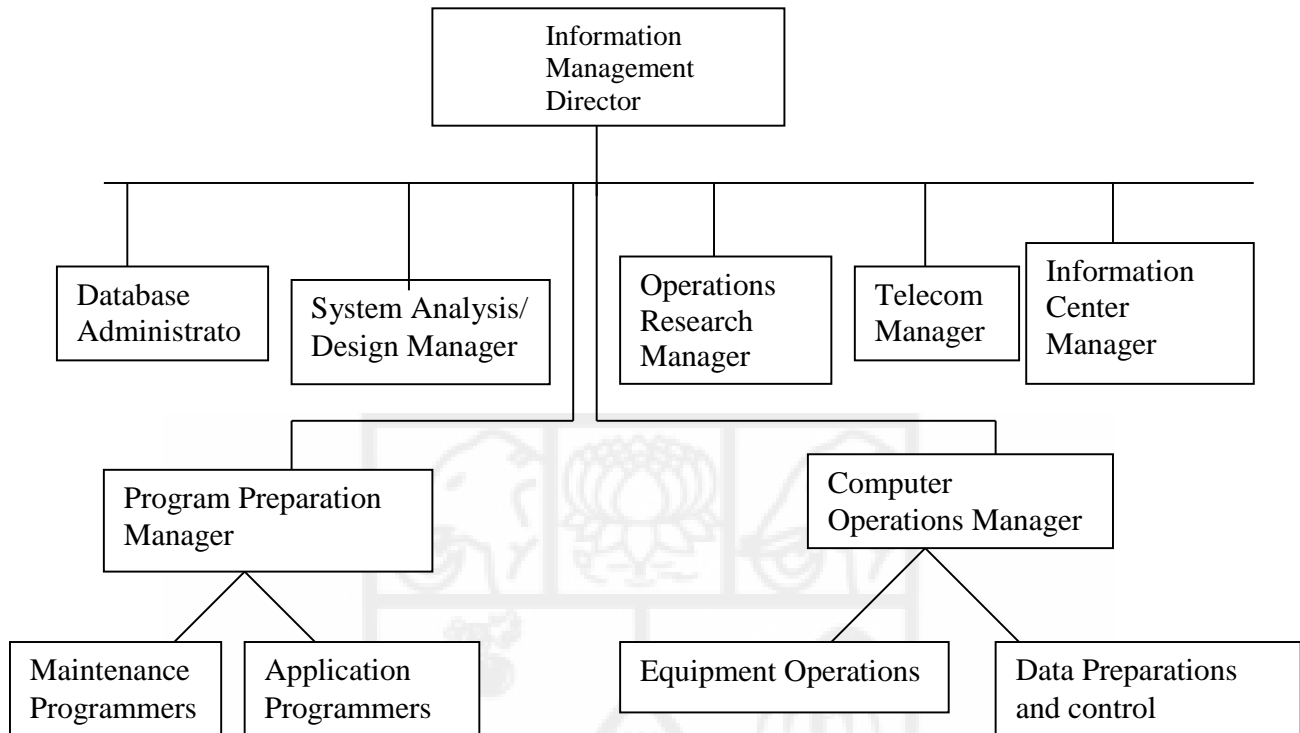 Information
Management
Director
Database
Administrato
System Analysis/
Design Manager
Operations
Research
Manager
Telecom
Manager
Information
Center
Manager
Program Preparation
Manager
Computer
Operations Manager
Maintenance
Programmers
Application
Programmers
Equipment Operations
Data Preparations
and control